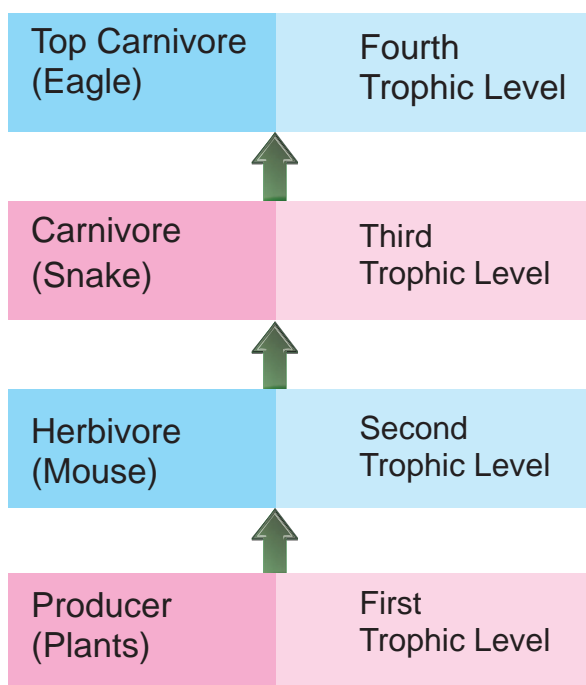 Top Carnivore
(Eagle)
Fourth
Trophic Level
Carnivore
(Snake)
Third
Trophic Level
Herbivore
(Mouse)
Second
Trophic Level
Producer
(Plants)
First
Trophic Level